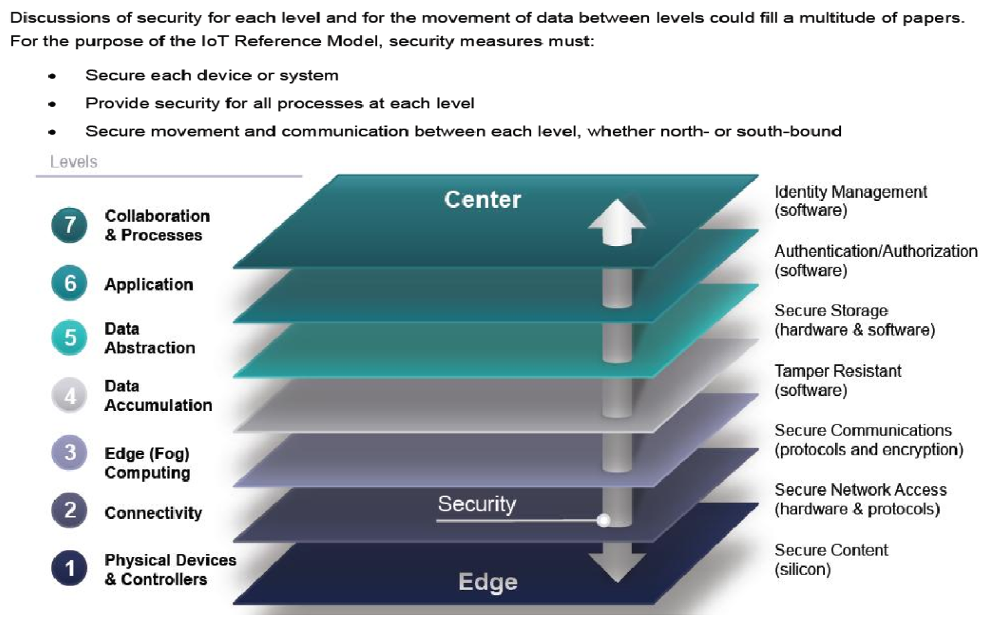 Discussions of security for each level and for the movement of data between levels could fill a multitude of papers.
For the purpose of the IoT Reference Model, security measures must:
• Secure each device or system
• Provide security for all processes at each level
• Secure movement and communication between each level, whether north- or south-bound
Levels
Center
7
Collaboration
& Processes
Identity Management
(software)
6
Application
Authentication/Authorization
(software)
5
Data
Abstraction
Secure Storage
(hardware & software)
4
Data
Accumulation
Tamper Resistant
(software)
3
Edge (Fog)
Computing
Secure Communications
(protocols and encryption)
2
Connectivity
Security
Secure Network Access
(hardware & protocols)
1
Physical Devices
& Controllers
Edge
Secure Content
(silicon)